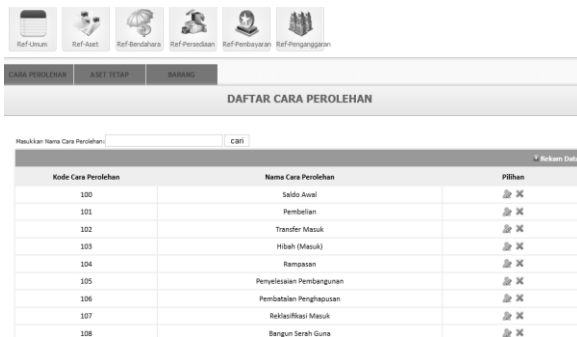 Ref-Umum Ref-Aset Ref-Bendahara Ref-Persediaan Ref-Pembayaran Ref-Penganggaran
CARA PEROLEHAN ASET TETAP BARANG
DAFTAR CARA PEROLEHAN
Masukkan Nama Cara Perolehan: cari
Rekam Data
Kode Cara Perolehan Nama Cara Perolehan Pilihan
100 Saldo Awal
101 Pembelian
102 Transfer Masuk
103 Hibah (Masuk)
104 Rampasan
105 Penyelesaian Pembangunan
106 Pembatalan Penghapusan
107 Reklasifikasi Masuk
108 Bangun Serah Guna